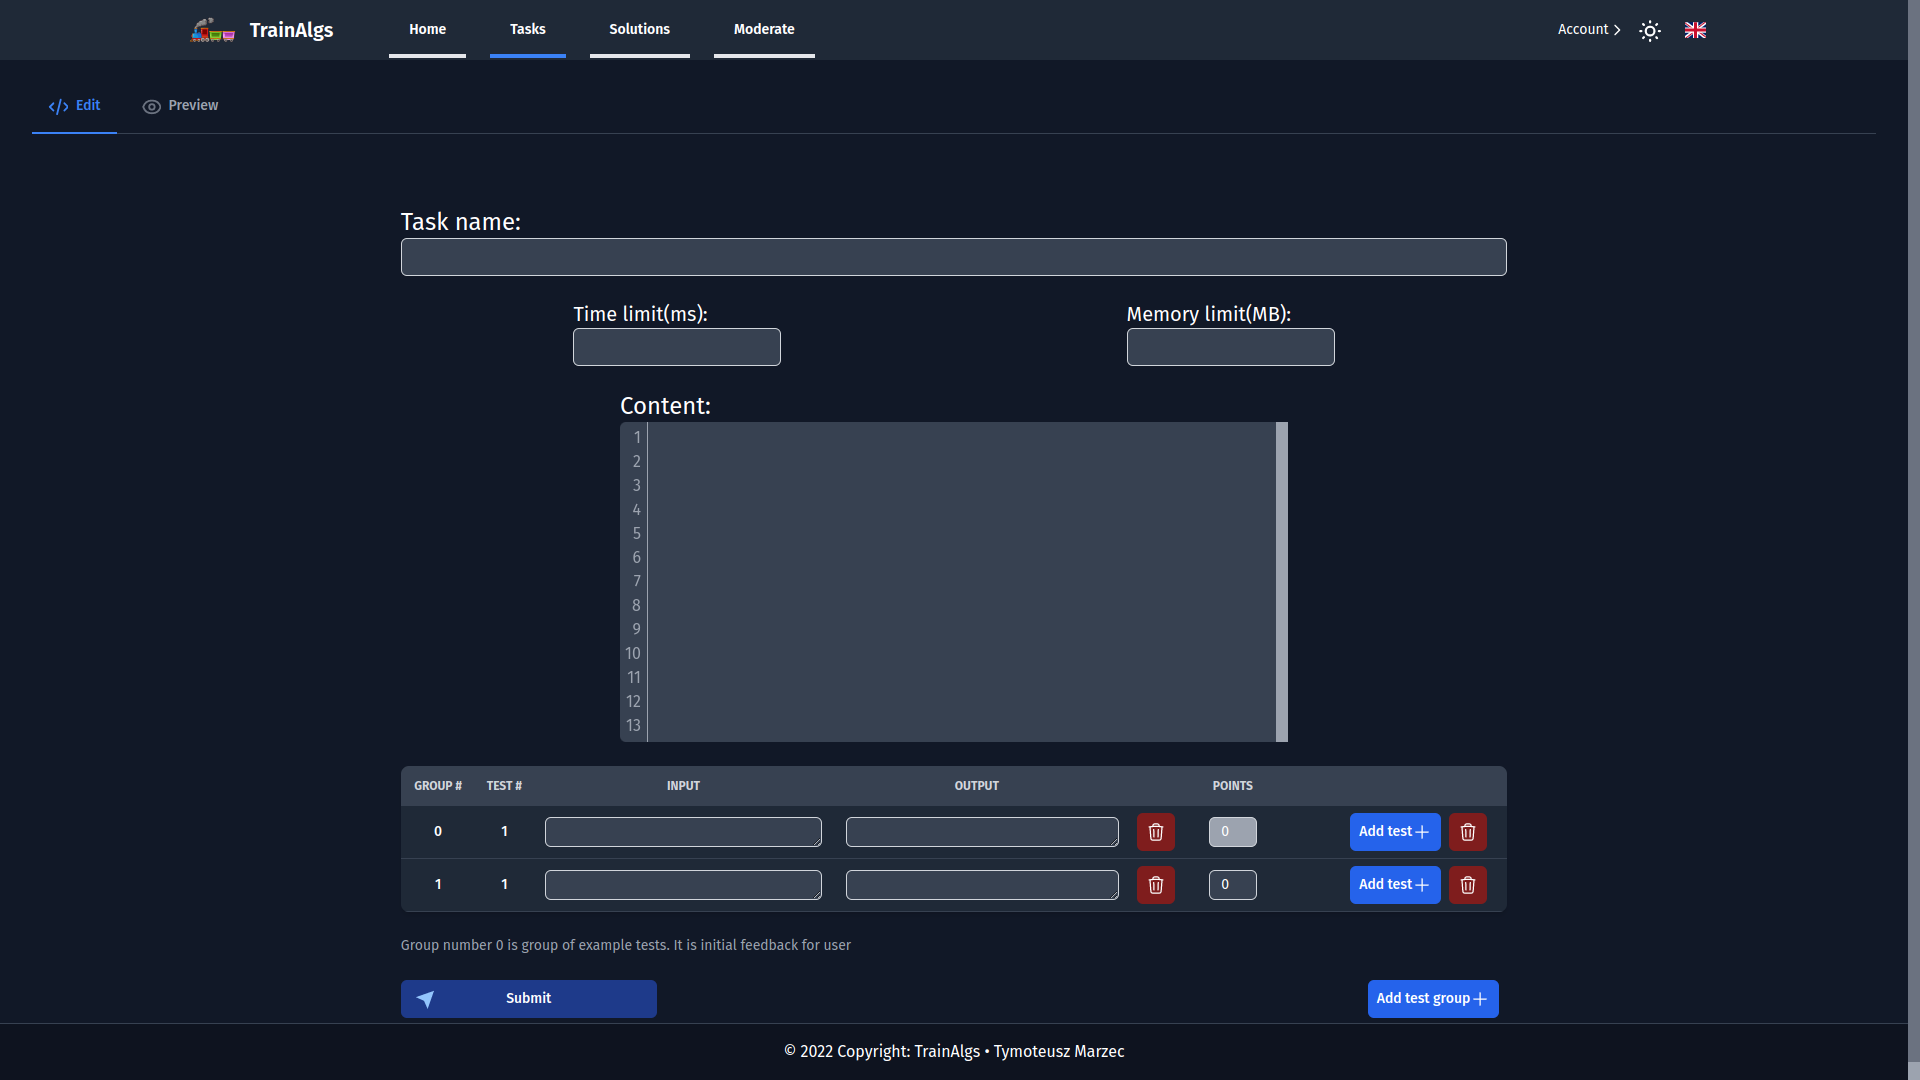 TrainAlgs Home Tasks Solutions Moderate Account
Edit Preview
Task name:
Time limit(ms): Memory limit(MB):
Content:
1
2
3
4
5
6
7
8
9
10
11
12
13
GROUP # TEST # INPUT OUTPUT POINTS
0 1 0 Add test
1 1 0 Add test
Group number 0 is group of example tests. It is initial feedback for user
Submit Add test group
© 2022 Copyright: TrainAlgs • Tymoteusz Marzec